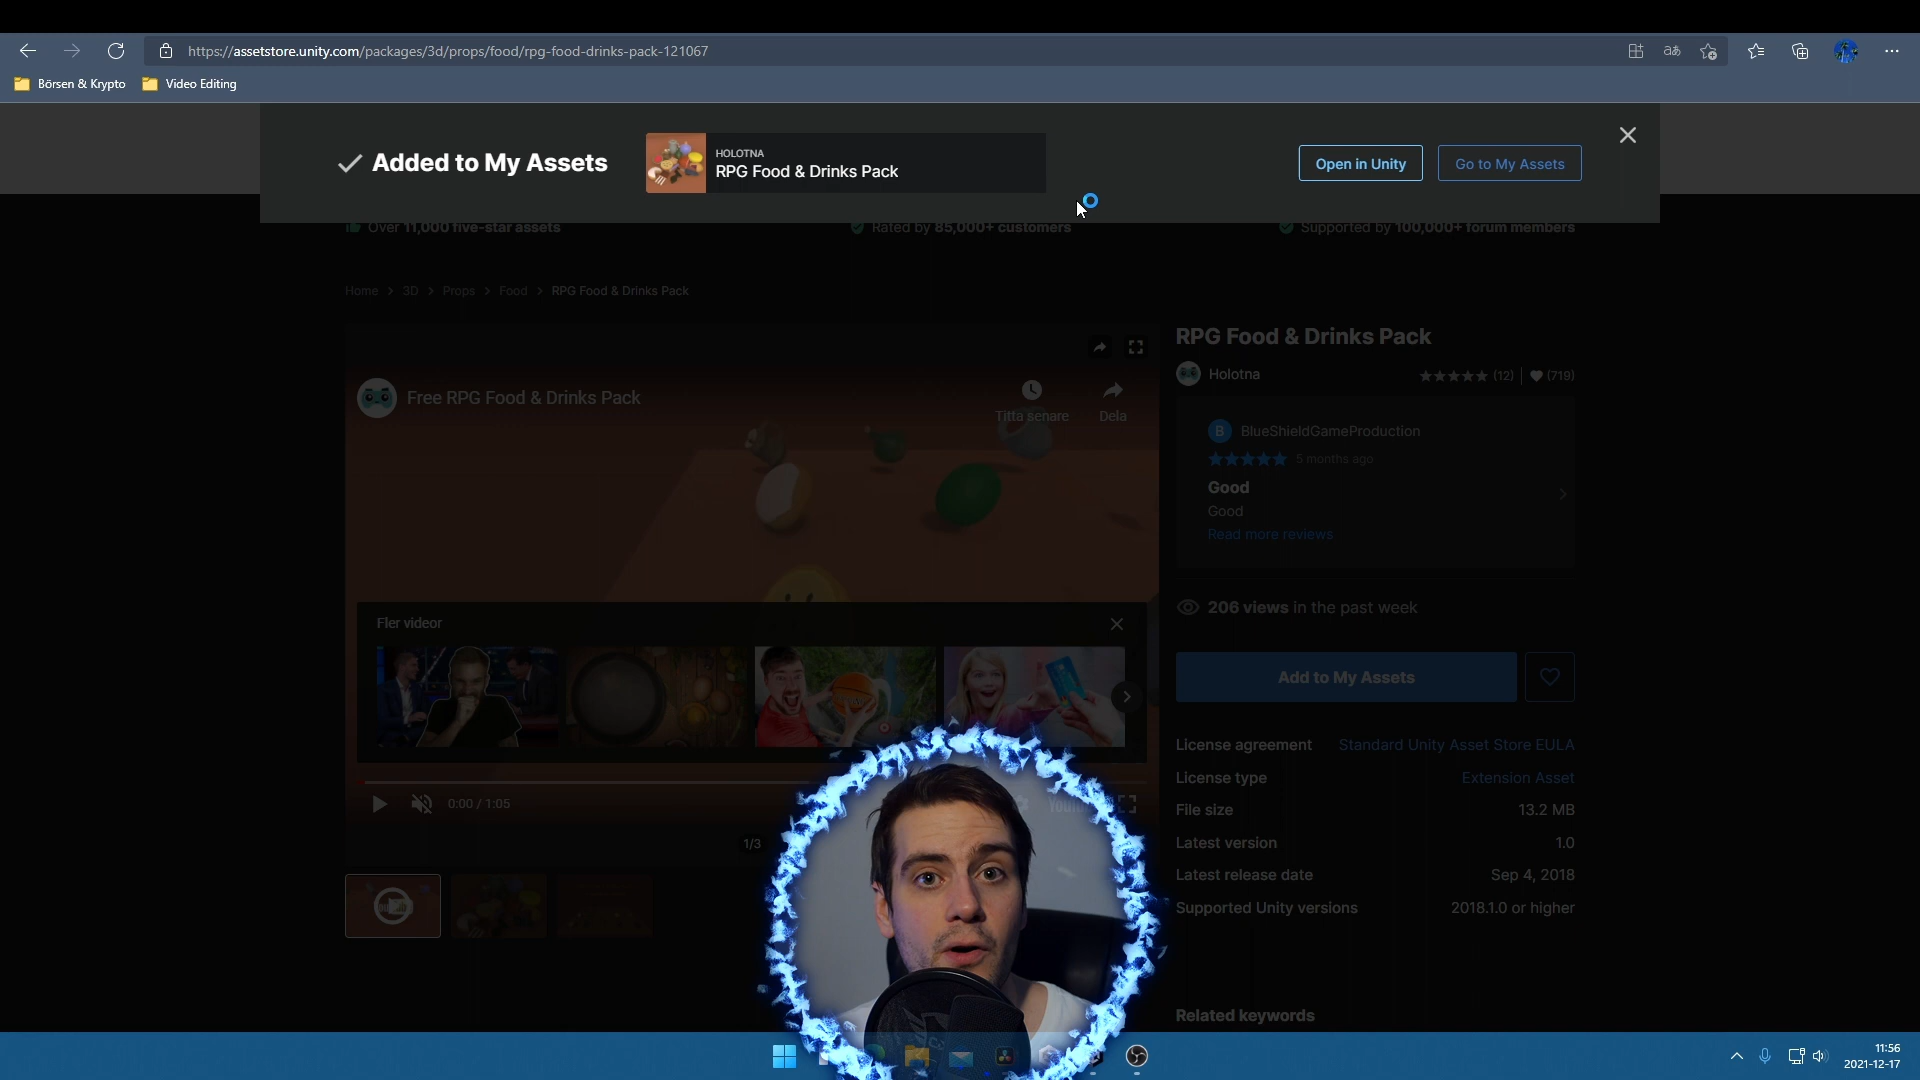 https://assetstore.unity.com/packages/3d/props/food/rpg-food-drinks-pack-121067
aあ
Börsen & Krypto
Video Editing
Added to My Assets
HOLOTNA
RPG Food & Drinks Pack
Open in Unity
Go to My Assets
Over 11,000 five-star assets
Rated by 85,000+ customers
Supported by 100,000+ forum members
Home > 3D > Props > Food > RPG Food & Drinks Pack
Free RPG Food & Drinks Pack
Titta senare
Dela
RPG Food & Drinks Pack
Holotna
(12)
(719)
B
BlueShieldGameProduction
5 months ago
Good
Good
Read more reviews
206 views in the past week
Fler videor
Add to My Assets
0:00 / 1:05
1/3
License agreement
Standard Unity Asset Store EULA
License type
Extension Asset
File size
13.2 MB
Latest version
1.0
Latest release date
Sep 4, 2018
Supported Unity versions
2018.1.0 or higher
Related keywords
11:56
2021-12-17